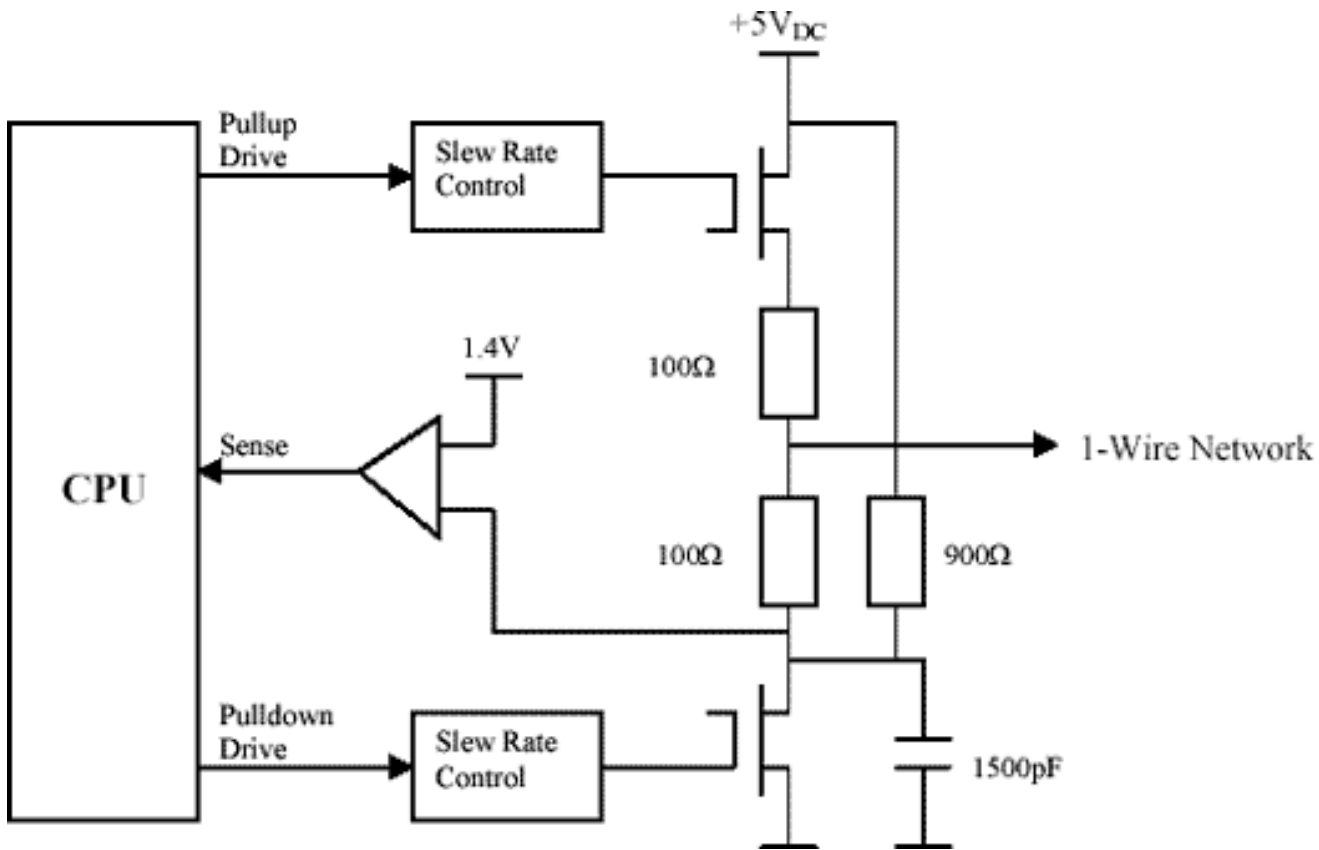 +5VDC
Pullup
Drive
Slew Rate
Control
1.4V
100Ω
Sense
1-Wire Network
CPU
100Ω
900Ω
Pulldown
Drive
Slew Rate
Control
1500pF